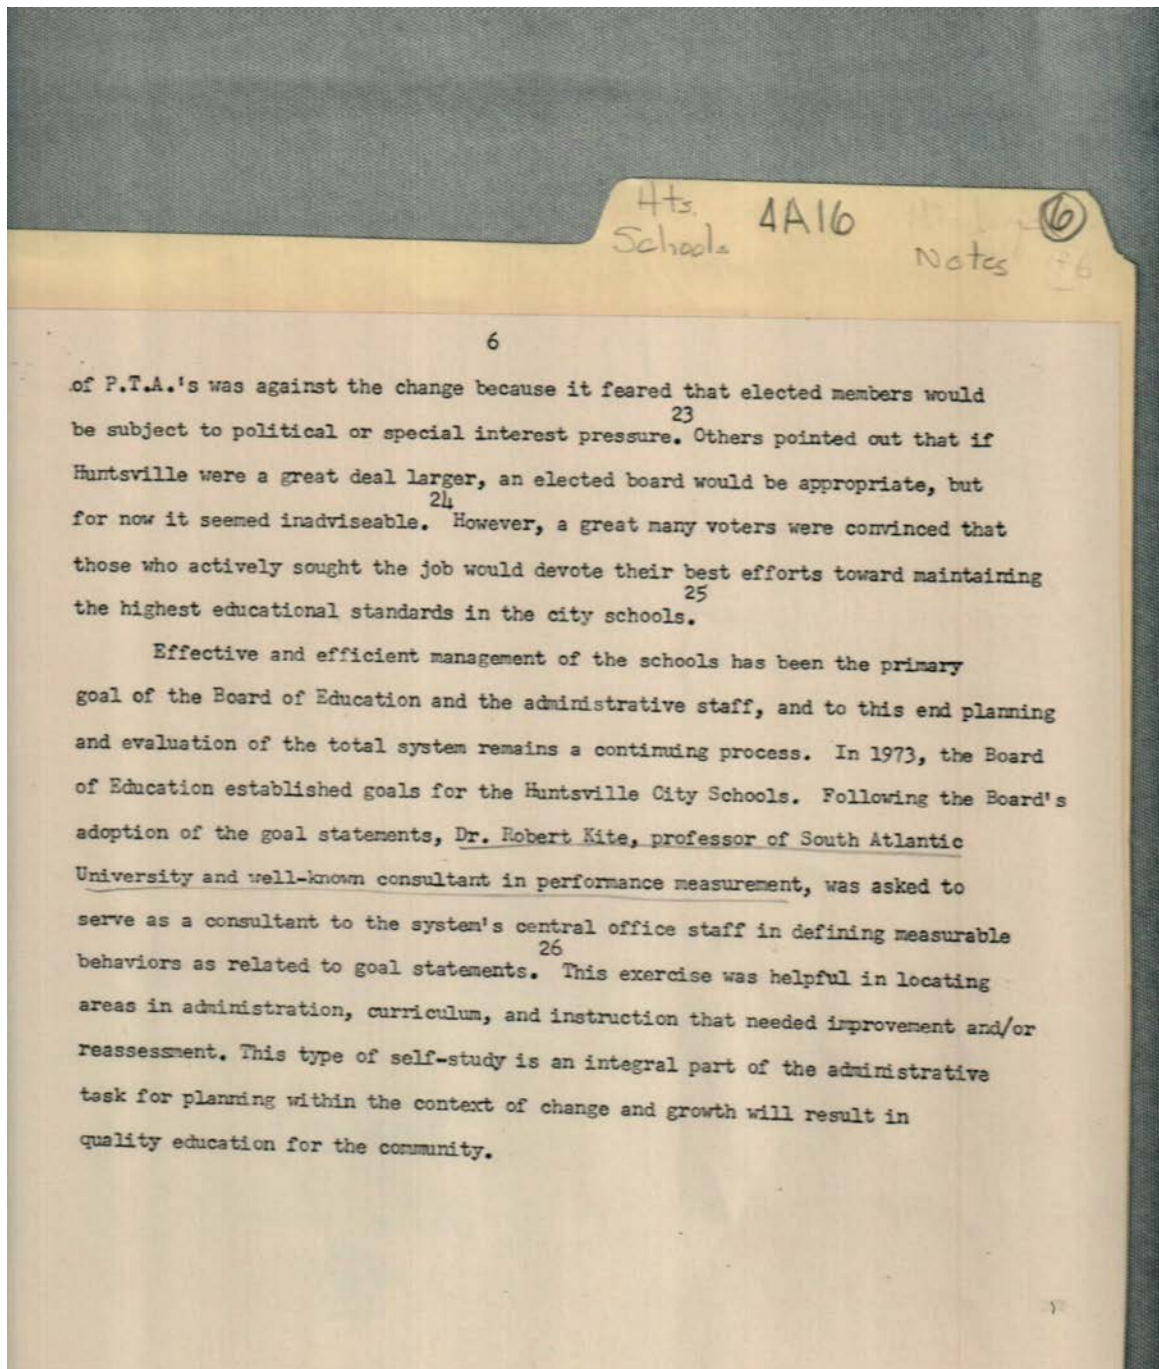 Hts.
Schools
4A16
Notes
6
6
of P.T.A.'s was against the change because it feared that elected members would
23
be subject to political or special interest pressure. Others pointed out that if
Huntsville were a great deal larger, an elected board would be appropriate, but
24
for now it seemed inadviseable. However, a great many voters were convinced that
those who actively sought the job would devote their best efforts toward maintaining
25
the highest educational standards in the city schools.
Effective and efficient management of the schools has been the primary
goal of the Board of Education and the administrative staff, and to this end planning
and evaluation of the total system remains a continuing process. In 1973, the Board
of Education established goals for the Huntsville City Schools. Following the Board's
adoption of the goal statements, Dr. Robert Kite, professor of South Atlantic
University and well-known consultant in performance measurement, was asked to
serve as a consultant to the system's central office staff in defining measurable
26
behaviors as related to goal statements. This exercise was helpful in locating
areas in administration, curriculum, and instruction that needed improvement and/or
reassessment. This type of self-study is an integral part of the administrative
task for planning within the context of change and growth will result in
quality education for the community.